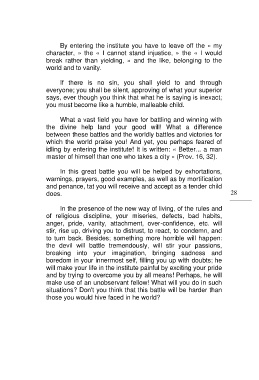 By entering the institute you have to leave off the « my
character, » the « I cannot stand injustice, » the « I would
break rather than yielding, » and the like, belonging to the
world and to vanity.
If there is no sin, you shall yield to and through
everyone; you shall be silent, approving of what your superior
says, ever though you think that what he is saying is inexact;
you must become like a humble, malleable child.
What a vast field you have for battling and winning with
the divine help land your good will! What a difference
between these battles and the worldly battles and victories for
which the world praise you! And yet, you perhaps feared of
idling by entering the institute! It is written: « Better... a man
master of himself than one who takes a city » (Prov. 16, 32).
In this great battle you will be helped by exhortations,
warnings, prayers, good examples, as well as by mortification
and penance, tat you will receive and accept as a tender child
does.
28
In the presence of the new way of living, of the rules and
of religious discipline, your miseries, defects, bad habits,
anger, pride, vanity, attachment, over-confidence, etc. will
stir, rise up, driving you to distrust, to react, to condemn, and
to turn back. Besides, something more horrible will happen:
the devil will battle tremendously, will stir your passions,
breaking into your imagination, bringing sadness and
boredom in your innermost self, filling you up with doubts; he
will make your life in the institute painful by exciting your pride
and by trying to overcome you by all means! Perhaps, he will
make use of an unobservant fellow! What will you do in such
situations? Don't you think that this battle will be harder than
those you would hive faced in he world?